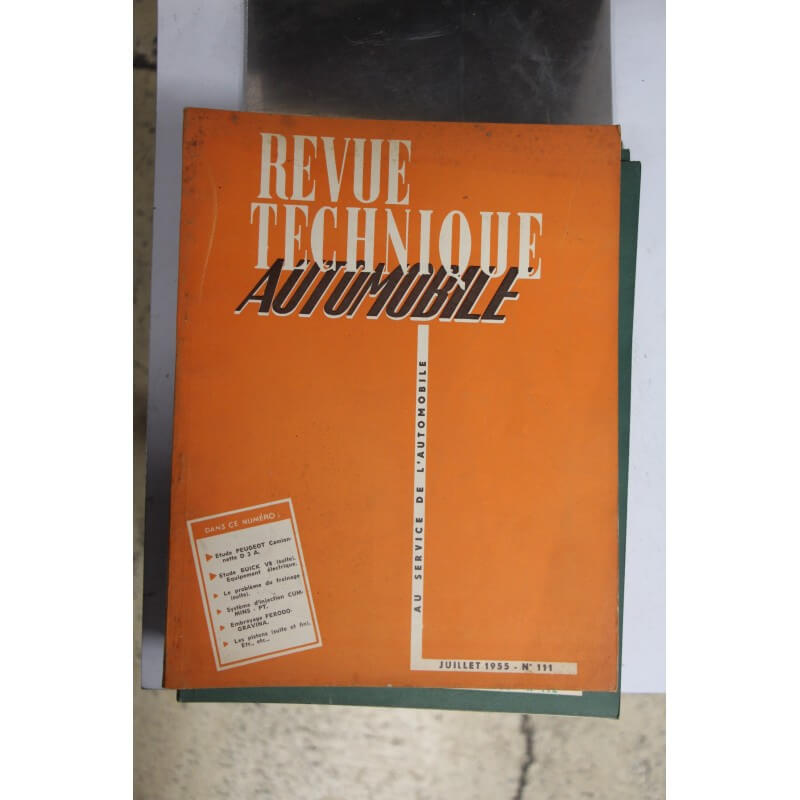 REVUE
TECHNIQUE
AUTOMOBILE
AU SERVICE DE L'AUTOMOBILE
DANS CE NUMÉRO :
Etude PEUGEOT Camion-
nette D 3 A.
Etude BUICK V8 (suite).
Equipement électrique.
Le problème du freinage
(suite).
Système d'injection CUM-
MINS - PT.
Embrayage FERODO-
GRAVINA.
Les pistons (suite et fin).
Etc., etc...
JUILLET 1955 - N° 111